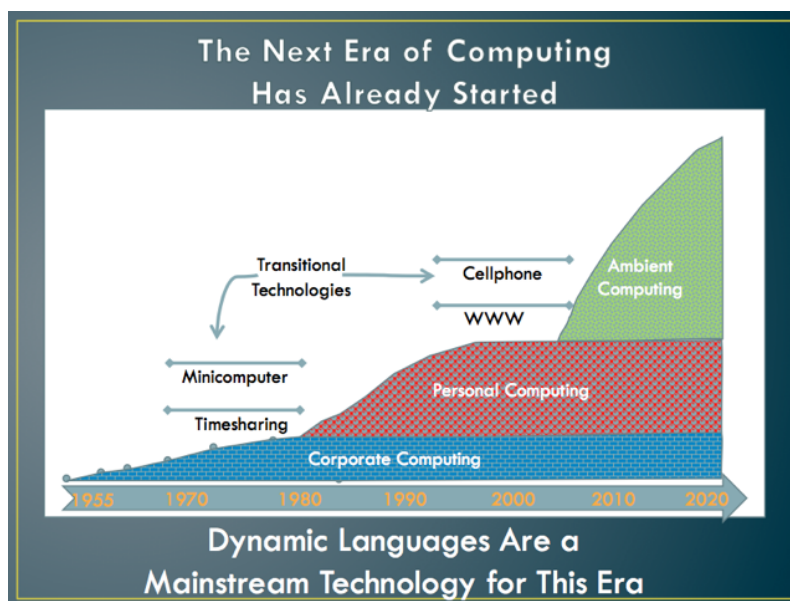 The Next Era of Computing
Has Already Started
Transitional
Technologies
Cellphone
WWW
Ambient
Computing
Minicomputer
Timesharing
Personal Computing
Corporate Computing
1955 1970 1980 1990 2000 2010 2020
Dynamic Languages Are a
Mainstream Technology for This Era